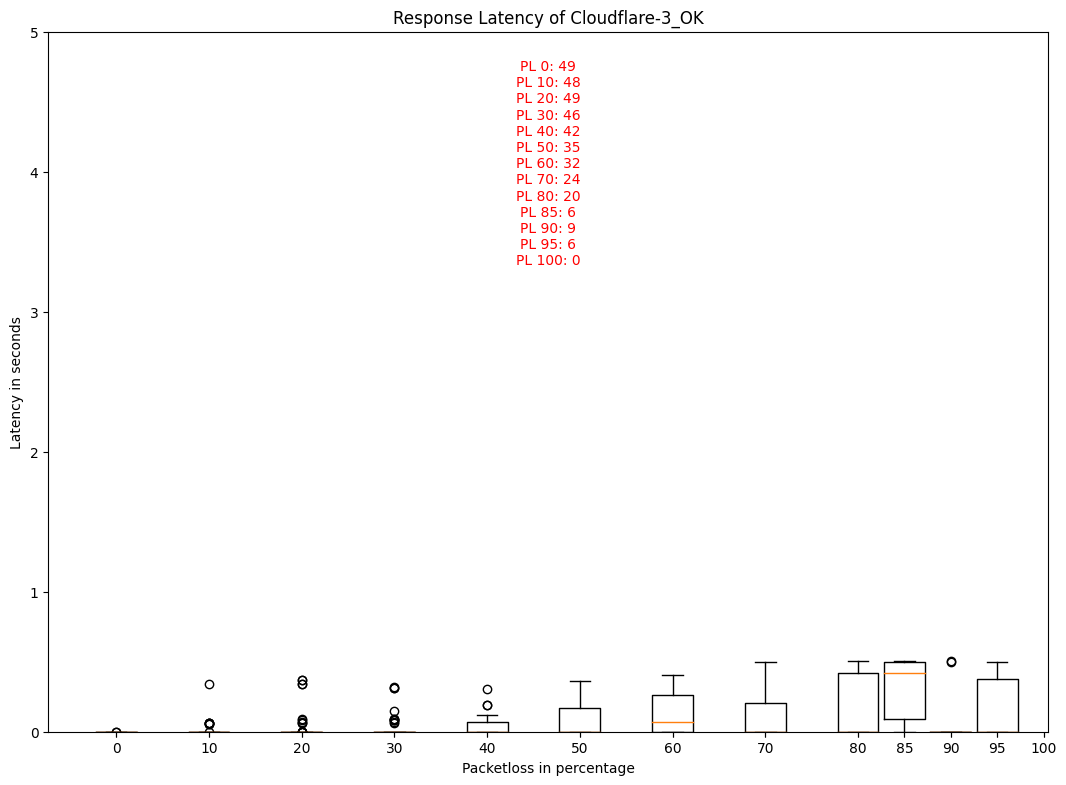 Response Latency of Cloudflare-3_OK
5
PL 0: 49
PL 10: 48
PL 20: 49
PL 30: 46
PL 40: 42
PL 50: 35
PL 60: 32
PL 70: 24
PL 80: 20
PL 85: 6
PL 90: 9
PL 95: 6
PL 100: 0
4
3
2
1
0
Latency in seconds
0 10 20 30 40 50 60 70 80 85 90 95 100
Packetloss in percentage